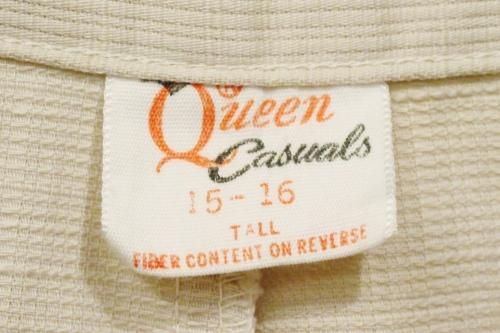 Queen
Casuals
15-16
TALL
FIBER CONTENT ON REVERSE